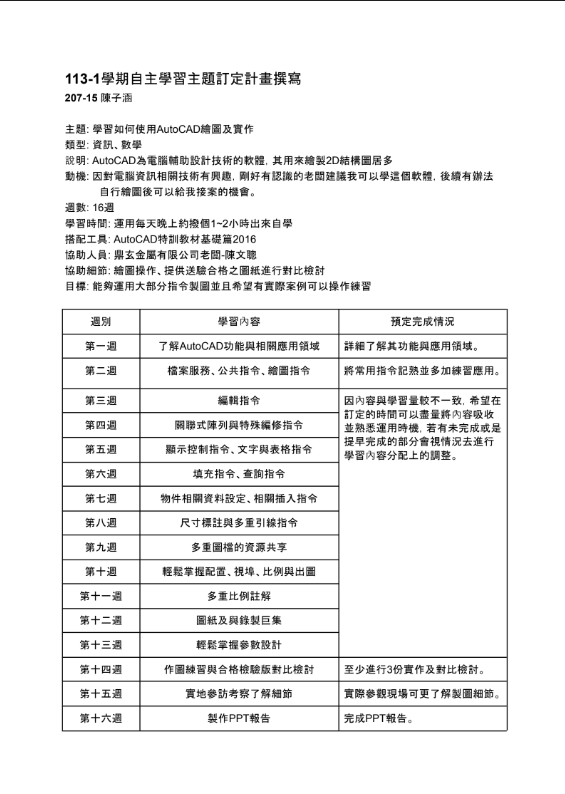 113-1學期自主學習主題訂定計畫撰寫
207-15 陳子涵
主題: 學習如何使用AutoCAD繪圖及實作
類型: 資訊、數學
說明: AutoCAD為電腦輔助設計技術的軟體, 其用來繪製2D結構圖居多
動機: 因對電腦資訊相關技術有興趣, 剛好有認識的老闆建議我可以學這個軟體, 後續有辦法
自行繪圖後可以給我接案的機會。
週數: 16週
學習時間: 運用每天晚上約撥個1~2小時出來自學
搭配工具: AutoCAD特訓教材基礎篇2016
協助人員: 鼎玄金屬有限公司老闆-陳文聰
協助細節: 繪圖操作、提供送驗合格之圖紙進行對比檢討
目標: 能夠運用大部分指令製圖並且希望有實際案例可以操作練習
週別 學習內容 預定完成情況
第一週 了解AutoCAD功能與相關應用領域 詳細了解其功能與應用領域。
第二週 檔案服務、公共指令、繪圖指令 將常用指令記熟並多加練習應用。
第三週 編輯指令 因內容與學習量較不一致, 希望在
訂定的時間可以盡量將內容吸收
第四週 關聯式陣列與特殊編修指令 並熟悉運用時機, 若有未完成或是
提早完成的部分會視情況去進行
第五週 顯示控制指令、文字與表格指令 學習內容分配上的調整。
第六週 填充指令、查詢指令
第七週 物件相關資料設定、相關插入指令
第八週 尺寸標註與多重引線指令
第九週 多重圖檔的資源共享
第十週 輕鬆掌握配置、視埠、比例與出圖
第十一週 多重比例註解
第十二週 圖紙及與錄製巨集
第十三週 輕鬆掌握參數設計
第十四週 作圖練習與合格檢驗版對比檢討 至少進行3份實作及對比檢討。
第十五週 實地參訪考察了解細節 實際參觀現場可更了解製圖細節。
第十六週 製作PPT報告 完成PPT報告。